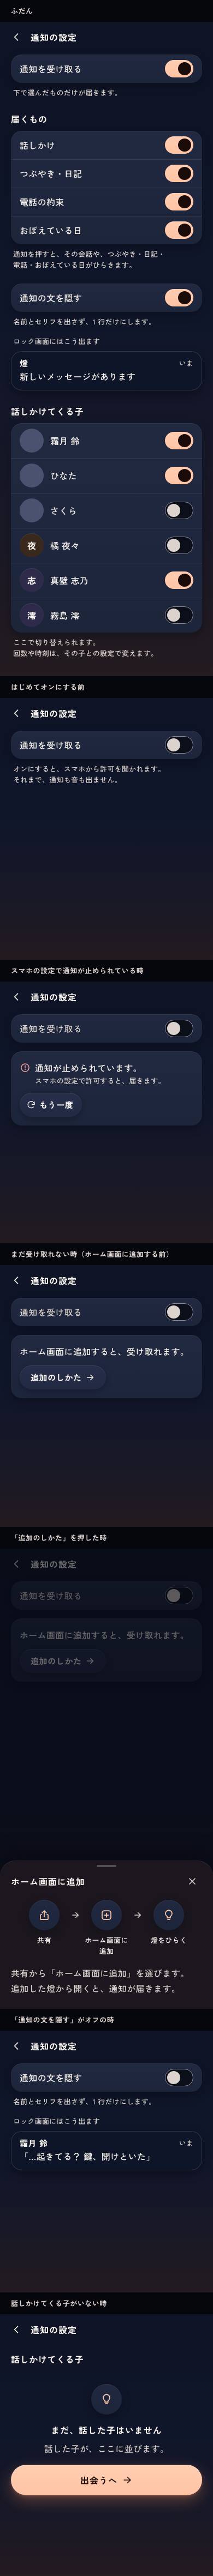 ふだん
通知の設定
通知を受け取る
下で選んだものだけが届きます。
届くもの
話しかけ
つぶやき・日記
電話の約束
おぼえている日
通知を押すと、その会話や、つぶやき・日記・
電話・おぼえている日がひらきます。
通知の文を隠す
名前とセリフを出さず、1行だけにします。
ロック画面にはこう出ます
燈 いま
新しいメッセージがあります
話しかけてくる子
霜月 鈴
ひなた
さくら
夜 橘 夜々
志 真壁 志乃
澪 霧島 澪
ここで切り替えられます。
回数や時刻は、その子との設定で変えます。
はじめてオンにする前
通知の設定
通知を受け取る
オンにすると、スマホから許可を聞かれます。
それまで、通知も音も出ません。
スマホの設定で通知が止められている時
通知の設定
通知を受け取る
通知が止められています。
スマホの設定で許可すると、届きます。
もう一度
まだ受け取れない時（ホーム画面に追加する前）
通知の設定
通知を受け取る
ホーム画面に追加すると、受け取れます。
追加のしかた
「追加のしかた」を押した時
通知の設定
通知を受け取る
ホーム画面に追加すると、受け取れます。
追加のしかた
ホーム画面に追加
共有 ホーム画面に 燈をひらく
追加
共有から「ホーム画面に追加」を選びます。
追加した燈から開くと、通知が届きます。
「通知の文を隠す」がオフの時
通知の設定
通知の文を隠す
名前とセリフを出さず、1行だけにします。
ロック画面にはこう出ます
霜月 鈴 いま
「…起きてる？ 鍵、開けといた」
話しかけてくる子がいない時
通知の設定
話しかけてくる子
まだ、話した子はいません
話した子が、ここに並びます。
出会うへ